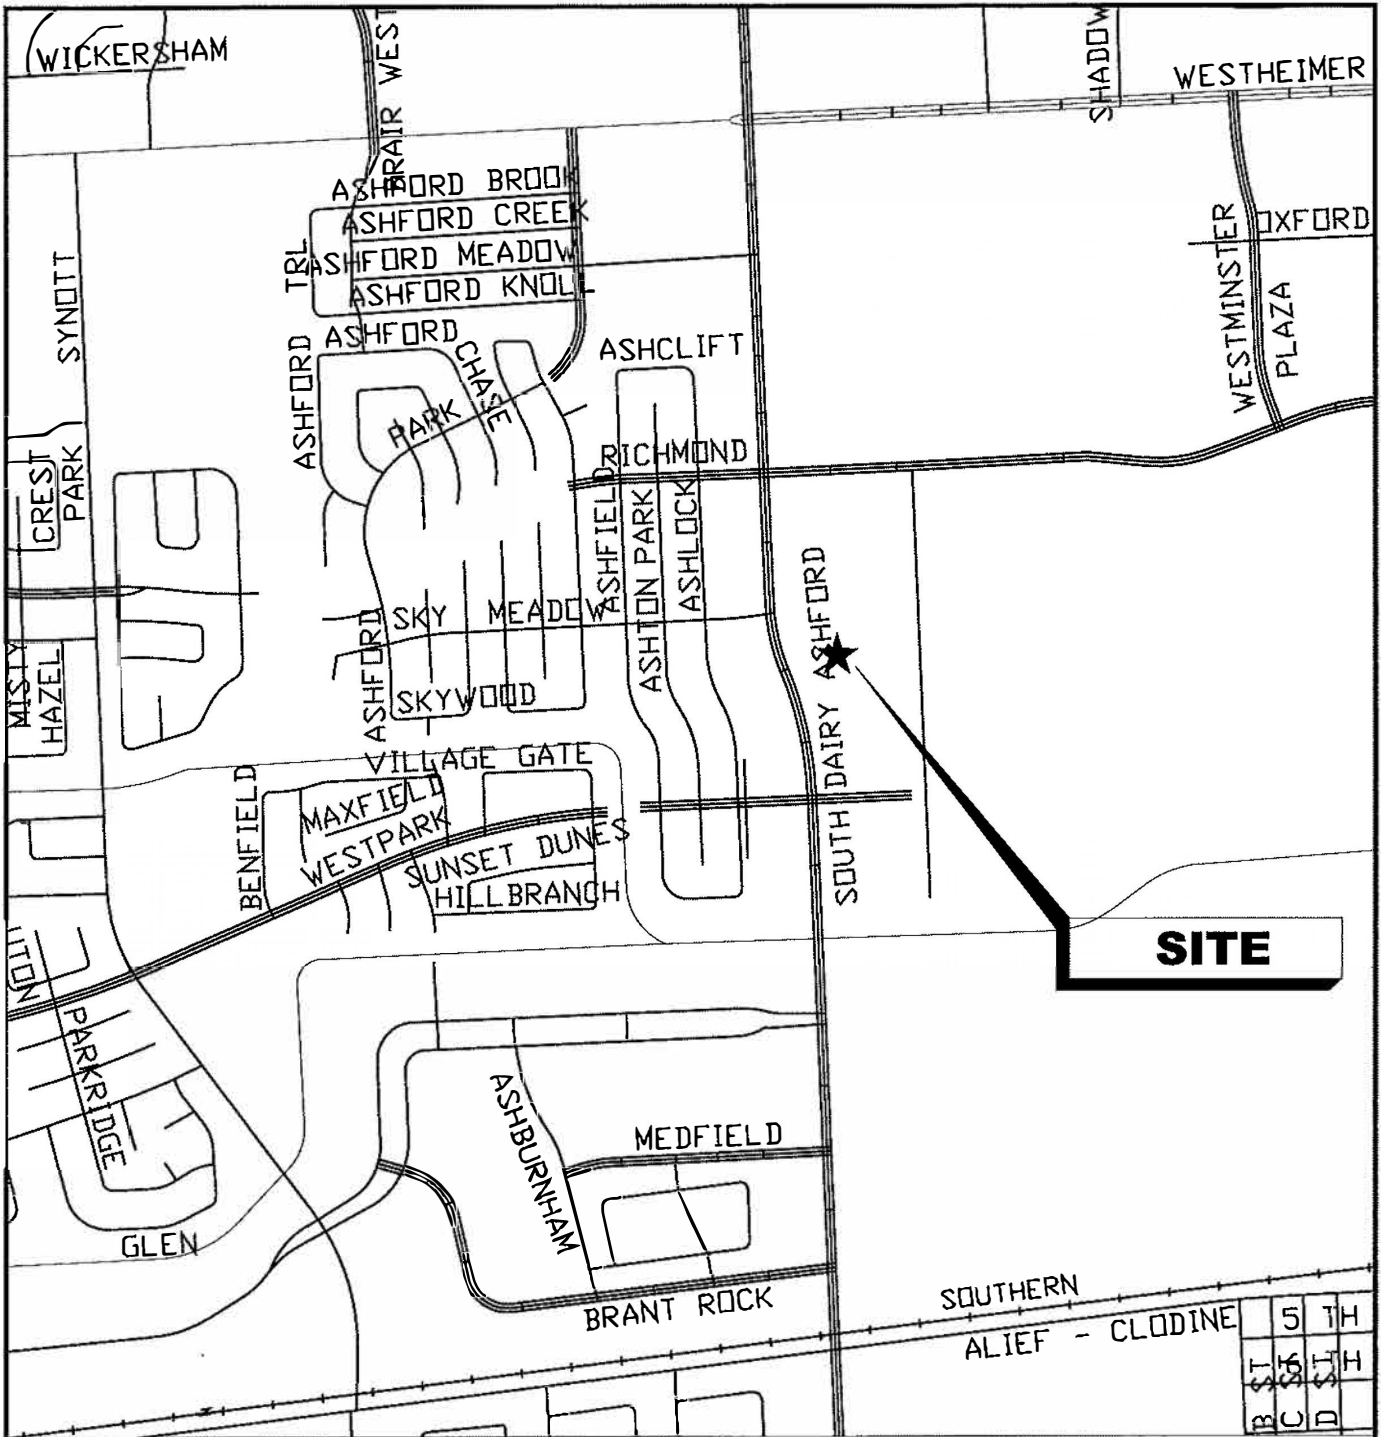 WICKERSHAM
BRAIR WEST
SHADOW
WESTHEIMER
ASHFORD BROOK
ASHFORD CREEK
ASHFORD MEADOW
ASHFORD KNOLL
TRL
SYNOTT
OXFORD
WESTMINSTER
PLAZA
ASHFORD
ASHFORD
CHASE
ASHCLIFT
PARK
RICHMOND
CREST
PARK
ASHFIELD
ASHTON PARK
ASHLOCK
SKY MEADOW
ASHFORD
SKYWOOD
MISTY
HAZEL
SOUTH DAIRY ASHFORD
VILLAGE GATE
BENFIELD
MAXFIELD
WESTPARK
SUNSET DUNES
HILLBRANCH
SITE
PARKRIDGE
ASHBURNHAM
MEDFIELD
GLEN
BRANT ROCK
SOUTHERN
ALIEF - CLODINE
5 TH
H
B ST
C ST
D ST